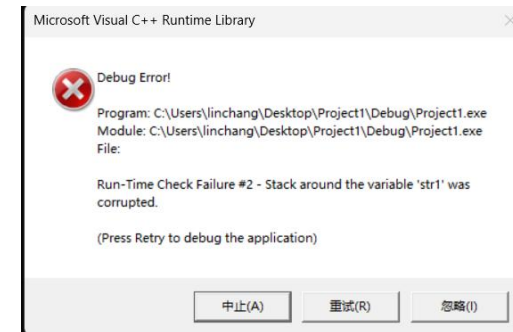 Microsoft Visual C++ Runtime Library
Debug Error!
Program: C:\Users\linchang\Desktop\Project1\Debug\Project1.exe
Module: C:\Users\linchang\Desktop\Project1\Debug\Project1.exe
File:
Run-Time Check Failure #2 - Stack around the variable 'str1' was
corrupted.
(Press Retry to debug the application)
中止(A) 重试(R) 忽略(I)